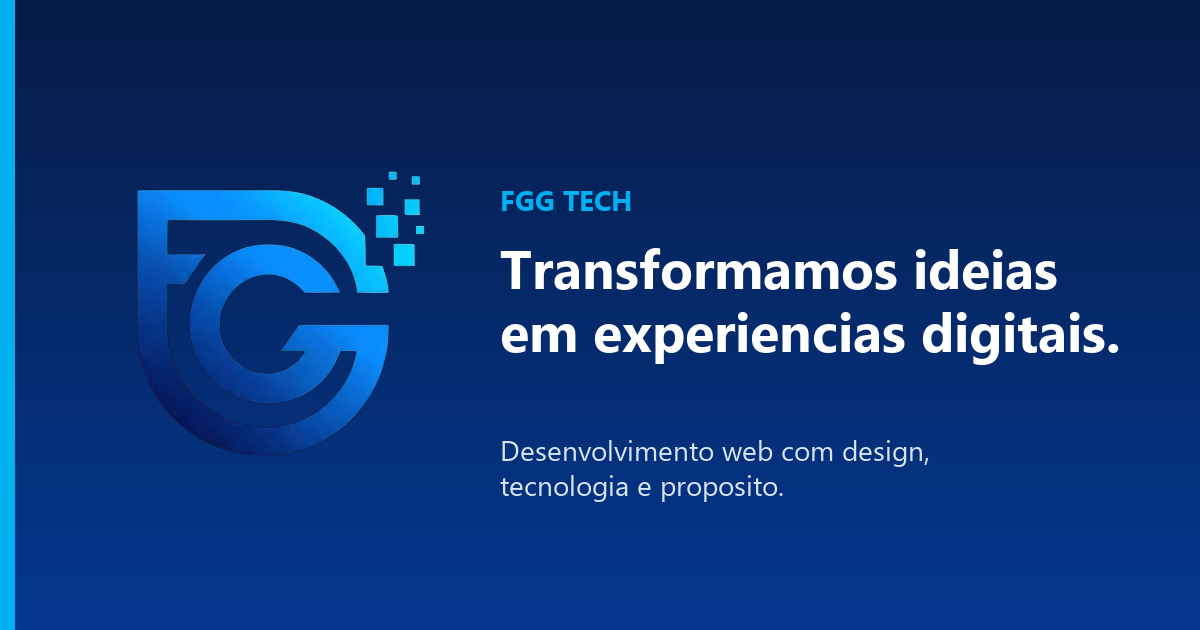 FGG TECH
Transformamos ideias
em experiencias digitais.
Desenvolvimento web com design,
tecnologia e proposito.